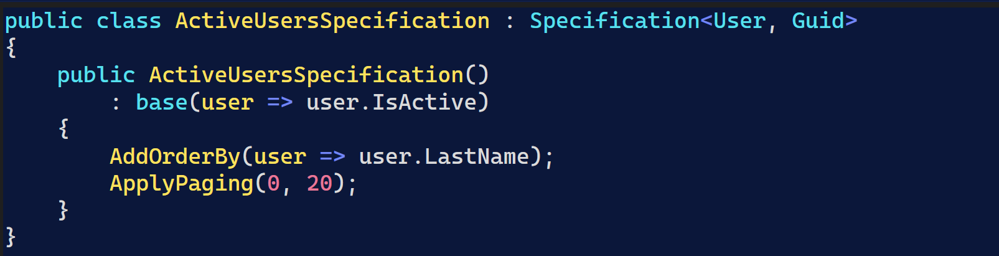 public class ActiveUsersSpecification : Specification<User, Guid>
{
    public ActiveUsersSpecification()
        : base(user => user.IsActive)
    {
        AddOrderBy(user => user.LastName);
        ApplyPaging(0, 20);
    }
}